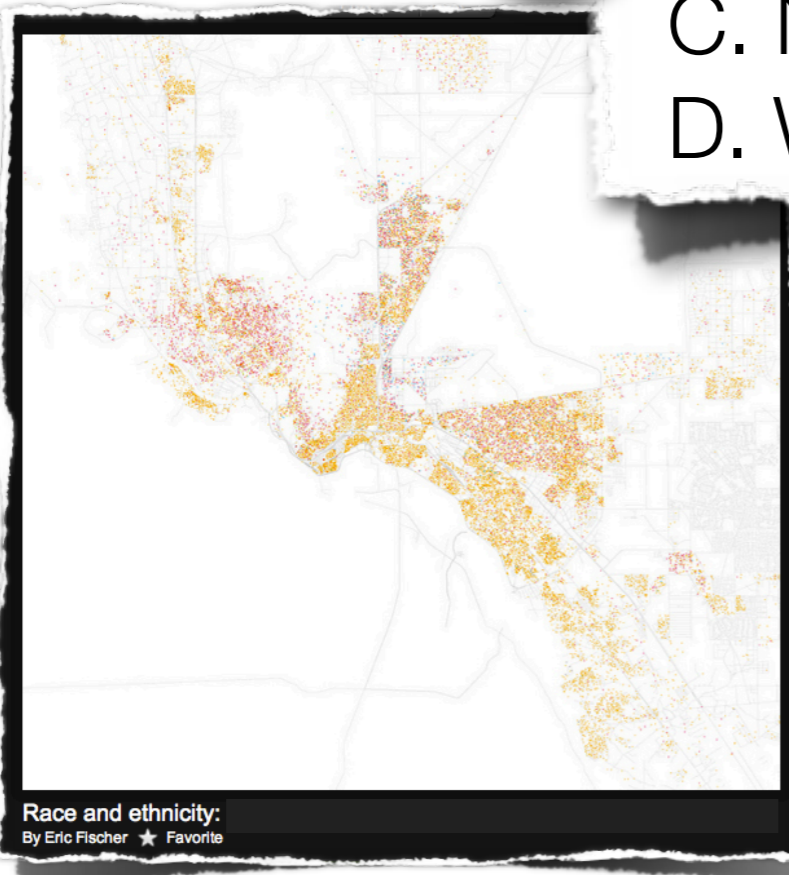 C.
D.
Race and ethnicity:
By Eric Fischer ★ Favorite